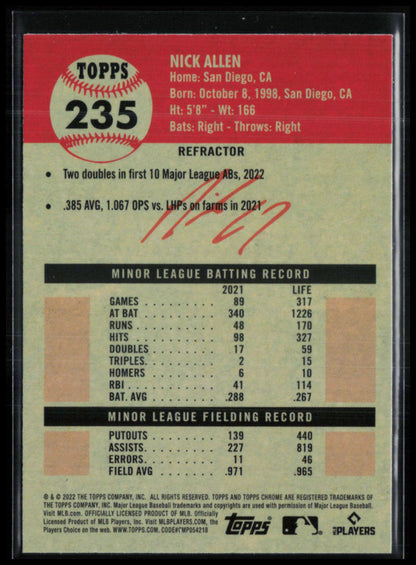 TOPPS
235
NICK ALLEN
Home: San Diego, CA
Born: October 8, 1998, San Diego, CA
Ht: 5'8" - Wt: 166
Bats: Right - Throws: Right
REFRACTOR
• Two doubles in first 10 Major League ABs, 2022
• .385 AVG, 1.067 OPS vs. LHPs on farms in 2021
MINOR LEAGUE BATTING RECORD
2021 LIFE
GAMES . . . . . . . . . 89 317
AT BAT . . . . . . . . . 340 1226
RUNS . . . . . . . . . 48 170
HITS . . . . . . . . . 98 327
DOUBLES . . . . . . . . 17 59
TRIPLES . . . . . . . . 2 15
HOMERS . . . . . . . . 6 10
RBI . . . . . . . . . 41 114
BAT. AVG . . . . . . . . .288 .267
MINOR LEAGUE FIELDING RECORD
PUTOUTS . . . . . . . . 139 440
ASSISTS . . . . . . . . 227 819
ERRORS . . . . . . . . 11 46
FIELD AVG . . . . . . . .971 .965
® & © 2022 THE TOPPS COMPANY, INC. ALL RIGHTS RESERVED. TOPPS AND TOPPS CHROME ARE REGISTERED TRADEMARKS OF
THE TOPPS COMPANY, INC. Major League Baseball trademarks and copyrights are used with permission of Major League Baseball.
Visit MLB.com. OFFICIALLY LICENSED PRODUCT OF MLB Players, Inc. Officially
Licensed Product of MLB Players, Inc. Visit MLBPLAYERS.COM, the
Players Choice on the web. WWW.TOPPS.COM. CODE#CMP054218
Topps
MLB PLAYERS